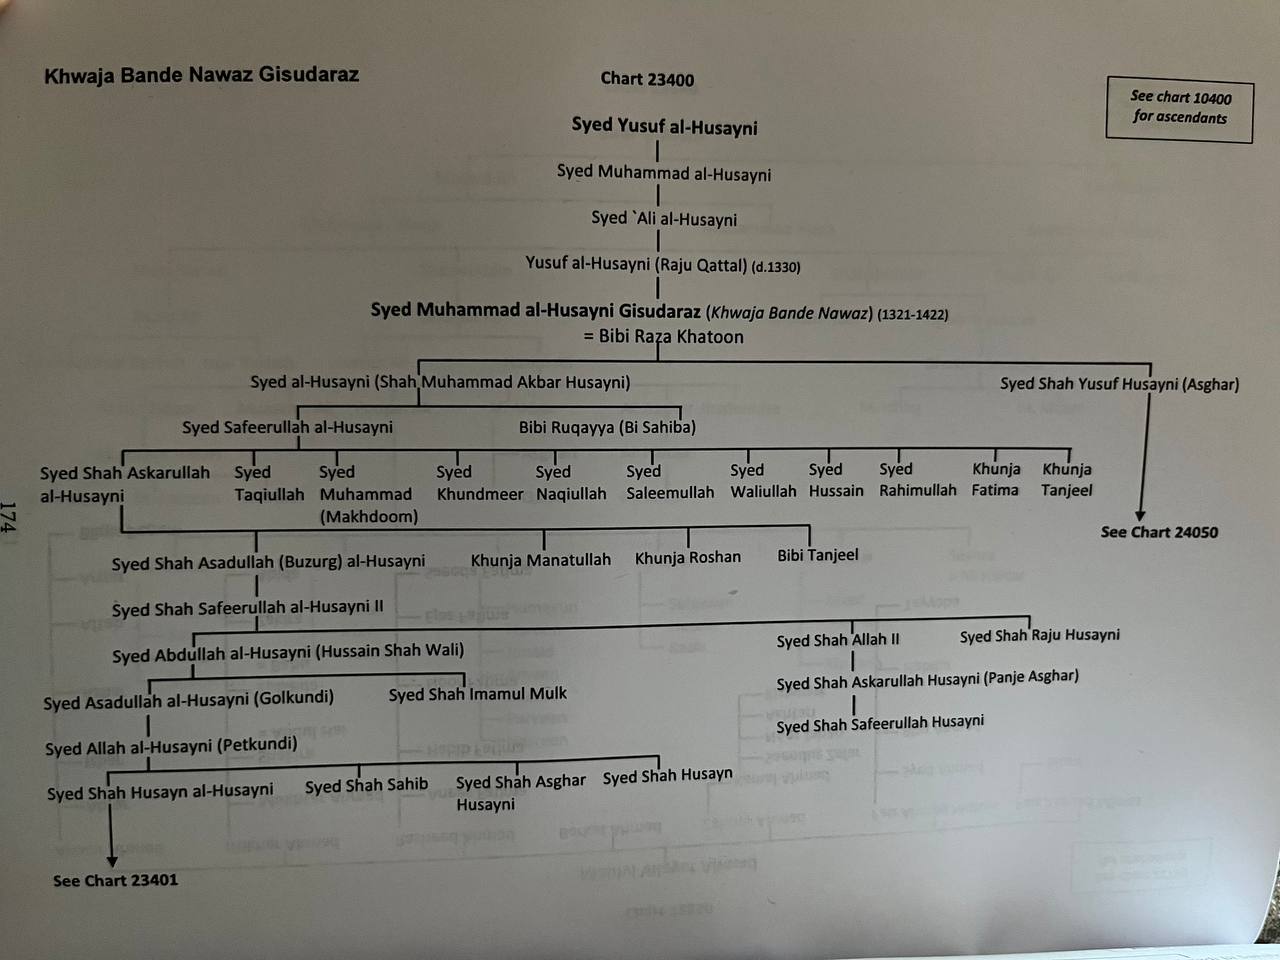 Khwaja Bande Nawaz Gisudaraz
Chart 23400
See chart 10400
for ascendants
Syed Yusuf al-Husayni
Syed Muhammad al-Husayni
Syed `Ali al-Husayni
Yusuf al-Husayni (Raju Qattal) (d.1330)
Syed Muhammad al-Husayni Gisudaraz (Khwaja Bande Nawaz) (1321-1422)
= Bibi Raza Khatoon
Syed al-Husayni (Shah Muhammad Akbar Husayni)
Syed Shah Yusuf Husayni (Asghar)
Syed Safeerullah al-Husayni
Bibi Ruqayya (Bi Sahiba)
Syed Shah Askarullah
al-Husayni
Syed
Taqiullah
Syed
Muhammad
(Makhdoom)
Syed
Khundmeer
Syed
Naqiullah
Syed
Saleemullah
Syed
Waliullah
Syed
Hussain
Syed
Rahimullah
Khunja
Fatima
Khunja
Tanjeel
See Chart 24050
174
Syed Shah Asadullah (Buzurg) al-Husayni
Khunja Manatullah
Khunja Roshan
Bibi Tanjeel
Syed Shah Safeerullah al-Husayni II
Syed Abdullah al-Husayni (Hussain Shah Wali)
Syed Shah Allah II
Syed Shah Raju Husayni
Syed Asadullah al-Husayni (Golkundi)
Syed Shah Imamul Mulk
Syed Shah Askarullah Husayni (Panje Asghar)
Syed Shah Safeerullah Husayni
Syed Allah al-Husayni (Petkundi)
Syed Shah Husayn al-Husayni
Syed Shah Sahib
Syed Shah Asghar
Husayni
Syed Shah Husayn
See Chart 23401